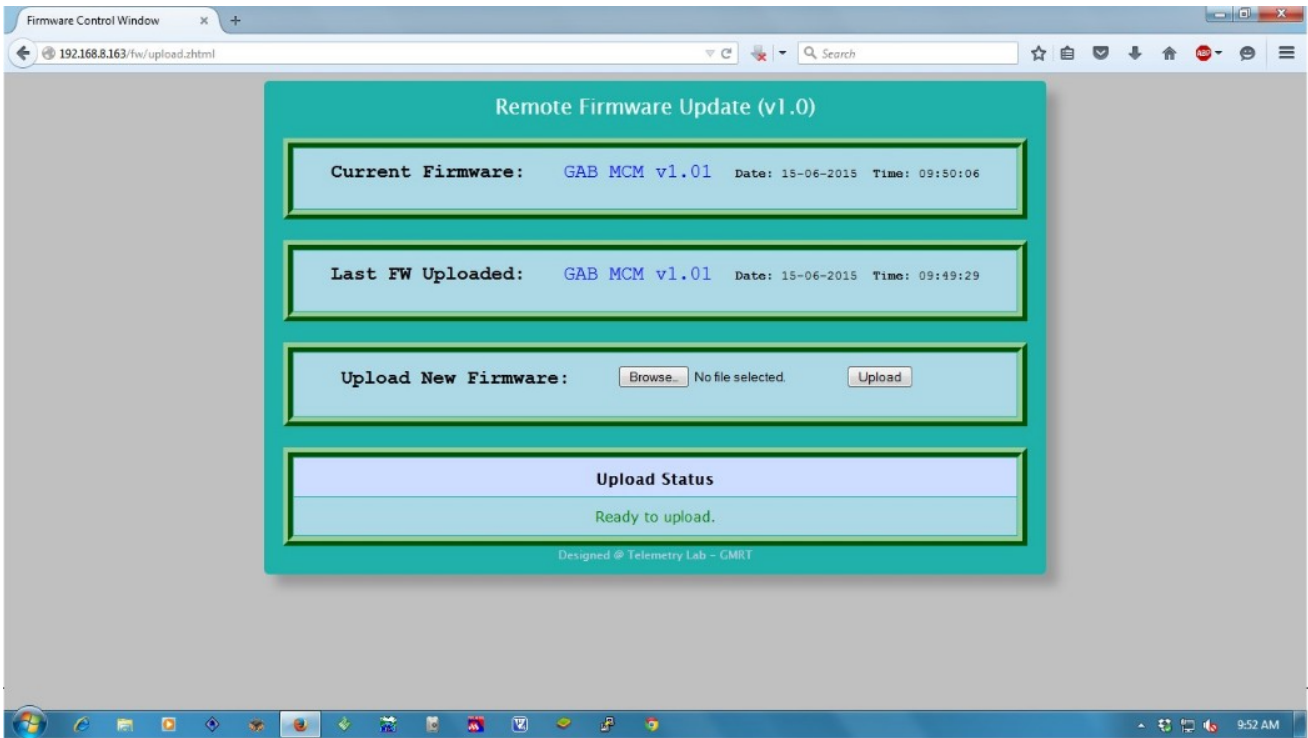 Firmware Control Window
192.168.8.163/fw/upload.zhtml
Search
ABP
Remote Firmware Update (v1.0)
Current Firmware: GAB MCM v1.01 Date: 15-06-2015 Time: 09:50:06
Last FW Uploaded: GAB MCM v1.01 Date: 15-06-2015 Time: 09:49:29
Upload New Firmware: Browse.. No file selected. Upload
Upload Status
Ready to upload.
Designed @ Telemetry Lab - GMRT
9:52 AM